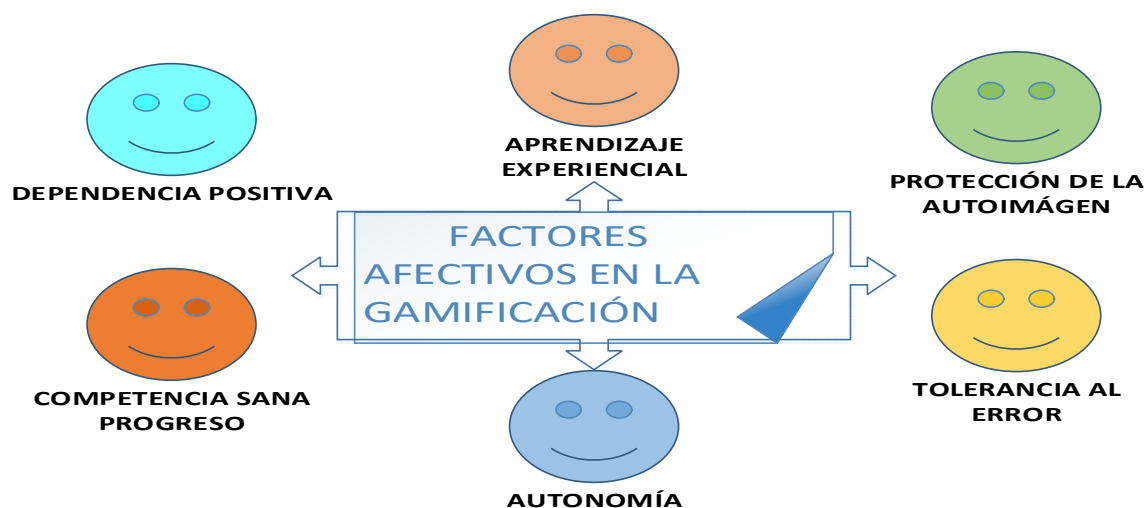 APRENDIZAJE
EXPERIENCIAL
DEPENDENCIA POSITIVA
PROTECCIÓN DE LA
AUTOIMÁGEN
FACTORES
AFECTIVOS EN LA
GAMIFICACIÓN
COMPETENCIA SANA
PROGRESO
TOLERANCIA AL
ERROR
AUTONOMÍA